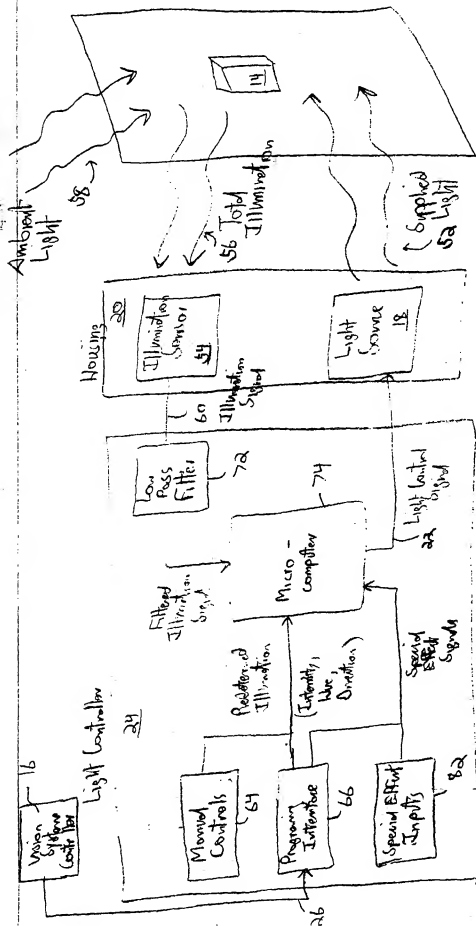 Ambient
Light
58
14
56 Total
Illumination
Supplied
Light
52
Housing
20
Illumination
Sensor
54
Light
Source
18
60
Illumination
Signal
Low
Pass
Filter
72
Filtered
Illumination
Signal
Micro-
computer
74
Light Control
Signal
22
Light Controller
24
16
Vision
System
Controller
Manual
Controls
64
Program
Interface
66
Special Effect
Inputs
82
Illumination
(Intensity,
Direction)
Special
Effect
Signals
26